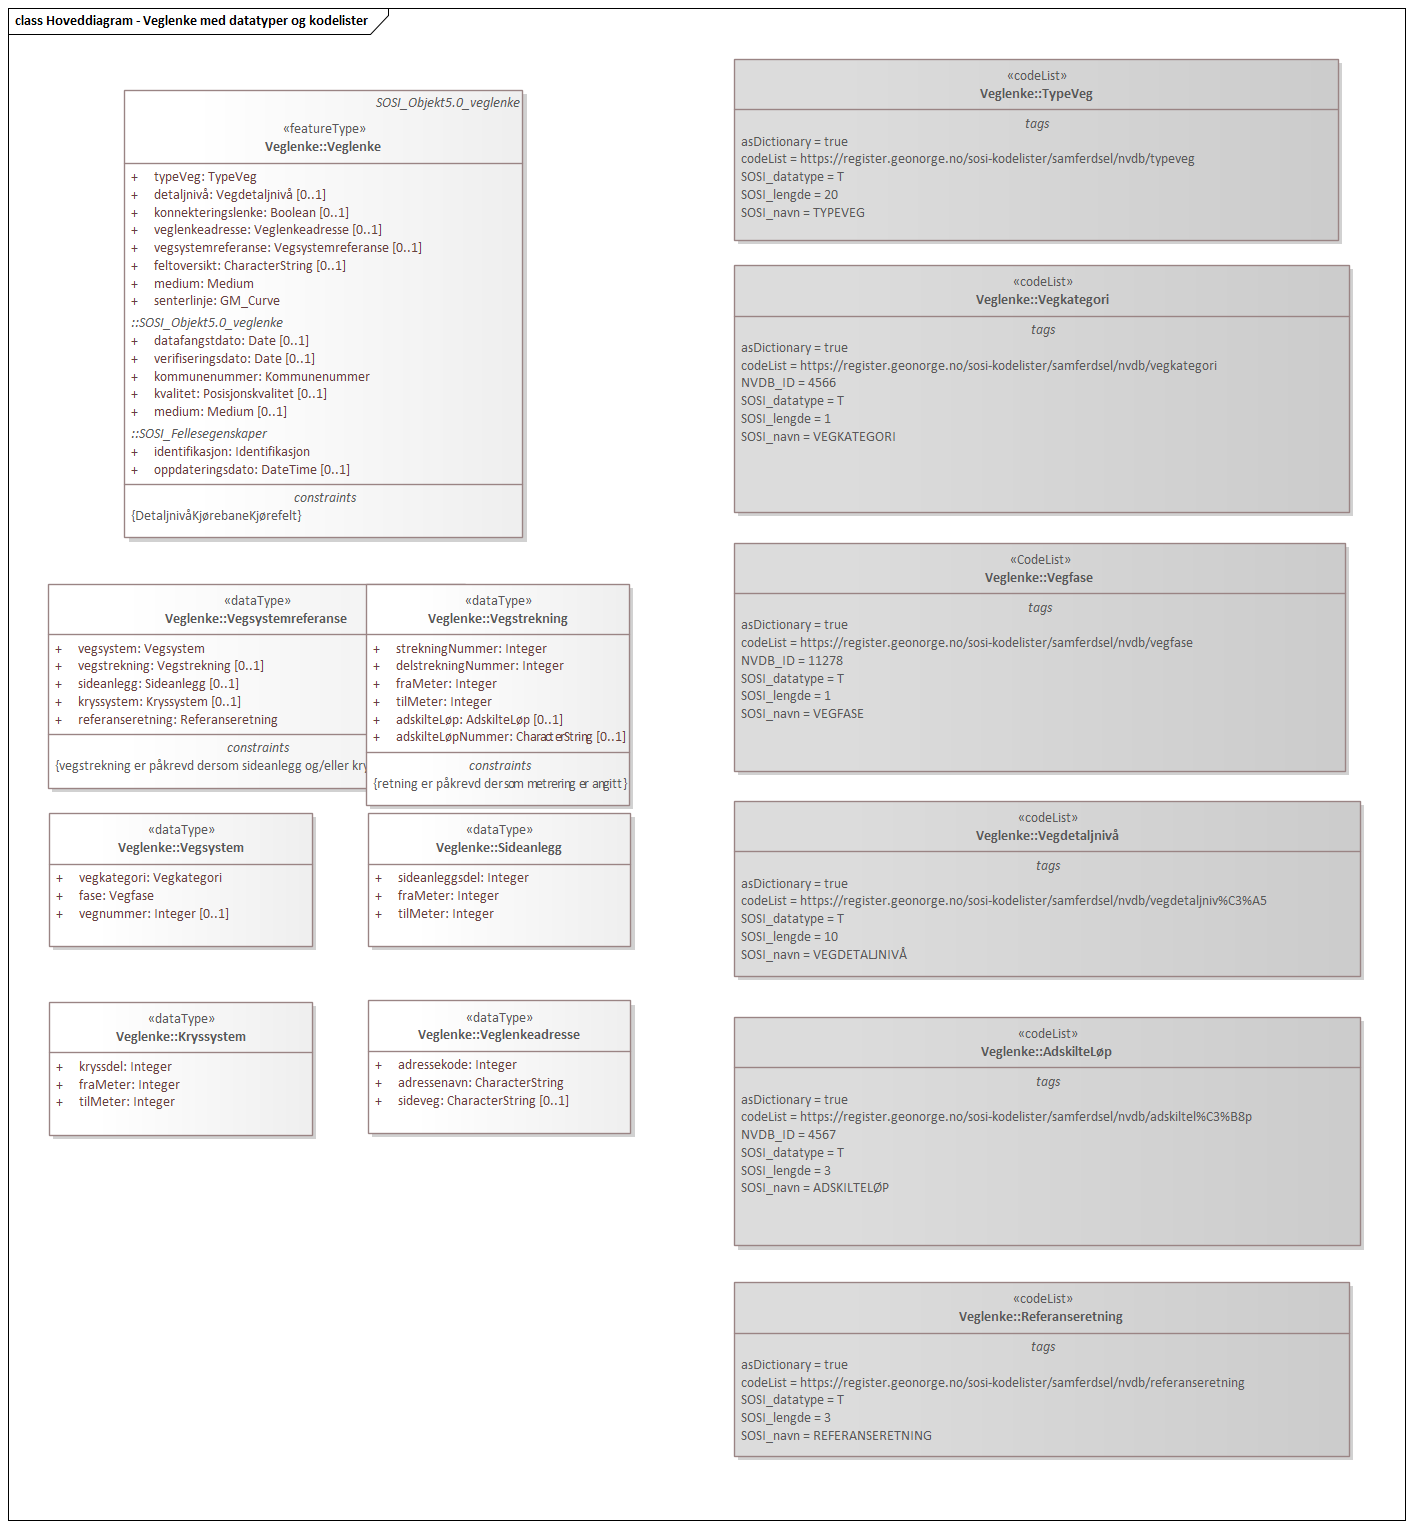 class Hoveddiagram - Veglenke med datatyper og kodelister
SOSI_Objekt5.0_veglenke
«featureType»
Veglenke::Veglenke
+ typeVeg: TypeVeg
+ detaljnivå: Vegdetaljnivå [0..1]
+ konnekteringslenke: Boolean [0..1]
+ veglenkeadresse: Veglenkeadresse [0..1]
+ vegsystemreferanse: Vegsystemreferanse [0..1]
+ feltoversikt: CharacterString [0..1]
+ medium: Medium
+ senterlinje: GM_Curve
::SOSI_Objekt5.0_veglenke
+ datafangstdato: Date [0..1]
+ verifiseringsdato: Date [0..1]
+ kommunenummer: Kommunenummer
+ kvalitet: Posisjonskvalitet [0..1]
+ medium: Medium [0..1]
::SOSI_Fellesegenskaper
+ identifikasjon: Identifikasjon
+ oppdateringsdato: DateTime [0..1]
constraints
{DetaljnivåKjørebaneKjørefelt}
«dataType»
Veglenke::Vegsystemreferanse
+ vegsystem: Vegsystem
+ vegstrekning: Vegstrekning [0..1]
+ sideanlegg: Sideanlegg [0..1]
+ kryssystem: Kryssystem [0..1]
+ referanseretning: Referanseretning
constraints
{vegstrekning er påkrevd dersom sideanlegg og/eller kry
«dataType»
Veglenke::Vegstrekning
+ strekningNummer: Integer
+ delstrekningNummer: Integer
+ fraMeter: Integer
+ tilMeter: Integer
+ adskilteLøp: AdskilteLøp [0..1]
+ adskilteLøpNummer: CharacterString [0..1]
constraints
{retning er påkrevd dersom metrering er angitt}
«dataType»
Veglenke::Vegsystem
+ vegkategori: Vegkategori
+ fase: Vegfase
+ vegnummer: Integer [0..1]
«dataType»
Veglenke::Sideanlegg
+ sideanleggsdel: Integer
+ fraMeter: Integer
+ tilMeter: Integer
«dataType»
Veglenke::Kryssystem
+ kryssdel: Integer
+ fraMeter: Integer
+ tilMeter: Integer
«dataType»
Veglenke::Veglenkeadresse
+ adressekode: Integer
+ adressenavn: CharacterString
+ sideveg: CharacterString [0..1]
«codeList»
Veglenke::TypeVeg
tags
asDictionary = true
codeList = https://register.geonorge.no/sosi-kodelister/samferdsel/nvdb/typeveg
SOSI_datatype = T
SOSI_lengde = 20
SOSI_navn = TYPEVEG
«codeList»
Veglenke::Vegkategori
tags
asDictionary = true
codeList = https://register.geonorge.no/sosi-kodelister/samferdsel/nvdb/vegkategori
NVDB_ID = 4566
SOSI_datatype = T
SOSI_lengde = 1
SOSI_navn = VEGKATEGORI
«CodeList»
Veglenke::Vegfase
tags
asDictionary = true
codeList = https://register.geonorge.no/sosi-kodelister/samferdsel/nvdb/vegfase
NVDB_ID = 11278
SOSI_datatype = T
SOSI_lengde = 1
SOSI_navn = VEGFASE
«codeList»
Veglenke::Vegdetaljnivå
tags
asDictionary = true
codeList = https://register.geonorge.no/sosi-kodelister/samferdsel/nvdb/vegdetaljniv%C3%A5
SOSI_datatype = T
SOSI_lengde = 10
SOSI_navn = VEGDETALJNIVÅ
«codeList»
Veglenke::AdskilteLøp
tags
asDictionary = true
codeList = https://register.geonorge.no/sosi-kodelister/samferdsel/nvdb/adskiltel%C3%B8p
NVDB_ID = 4567
SOSI_datatype = T
SOSI_lengde = 3
SOSI_navn = ADSKILTELØP
«codeList»
Veglenke::Referanseretning
tags
asDictionary = true
codeList = https://register.geonorge.no/sosi-kodelister/samferdsel/nvdb/referanseretning
SOSI_datatype = T
SOSI_lengde = 3
SOSI_navn = REFERANSERETNING